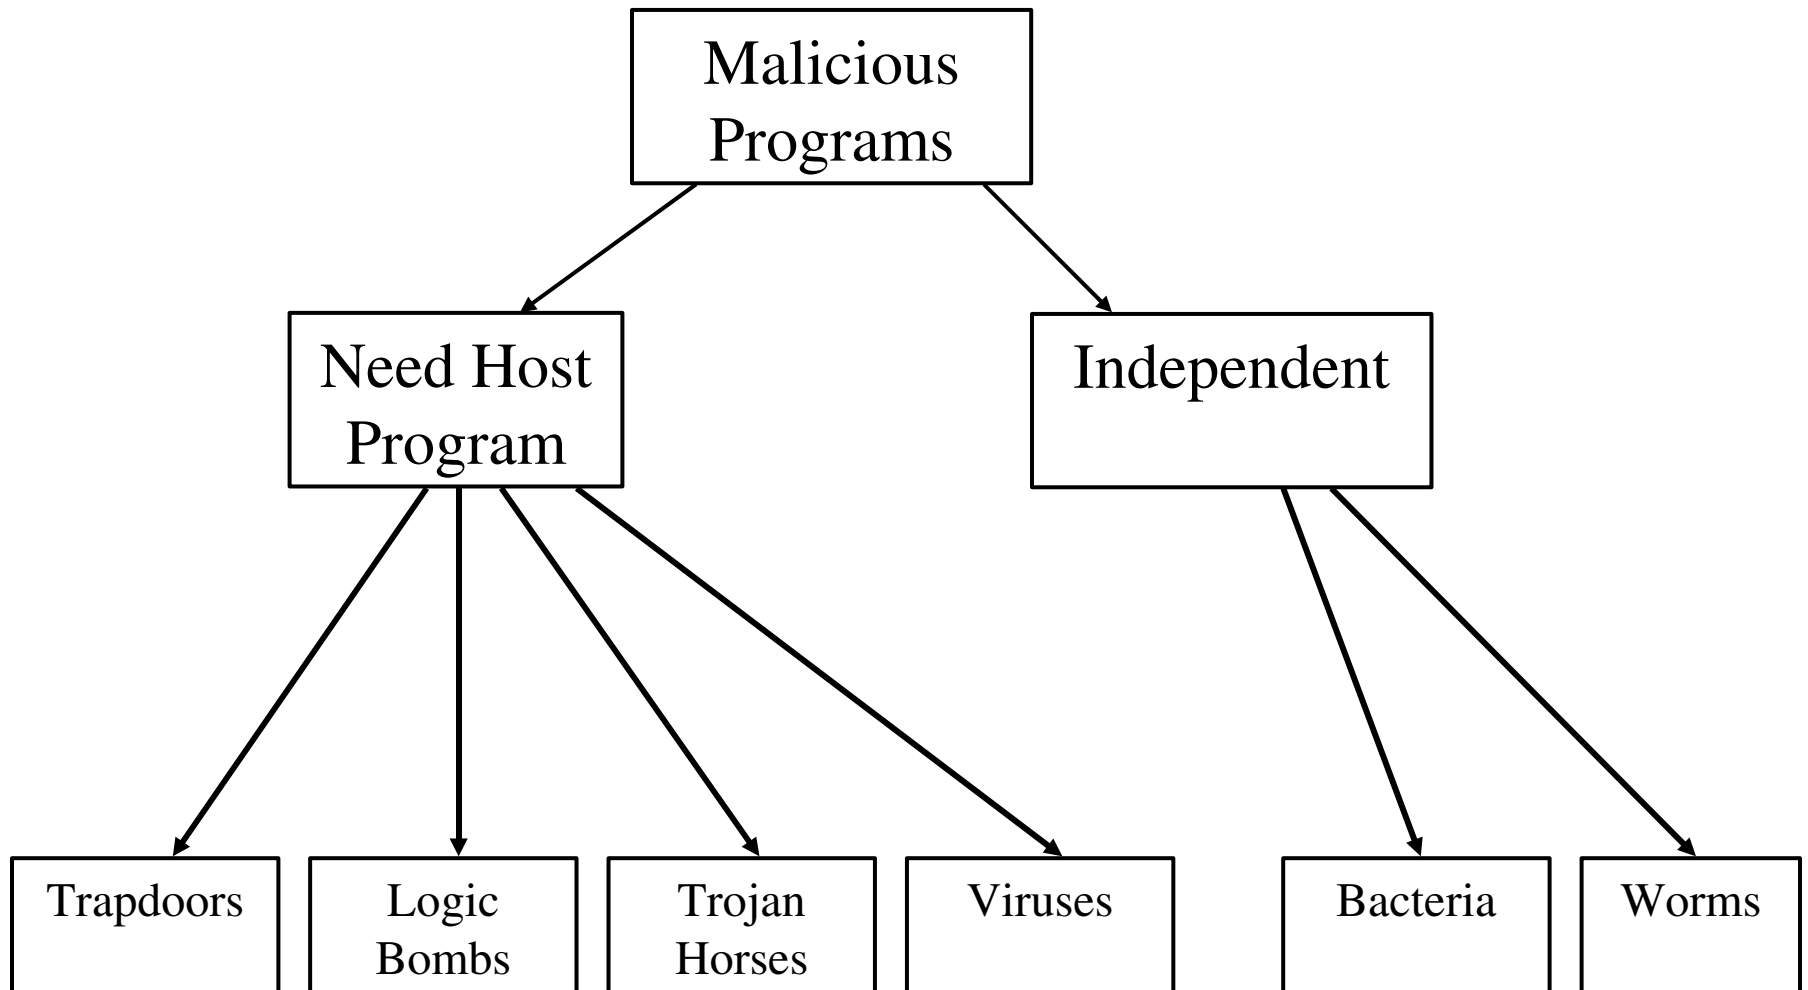 Malicious
Programs
Need Host
Program
Independent
Trapdoors
Logic
Bombs
Trojan
Horses
Viruses
Bacteria
Worms